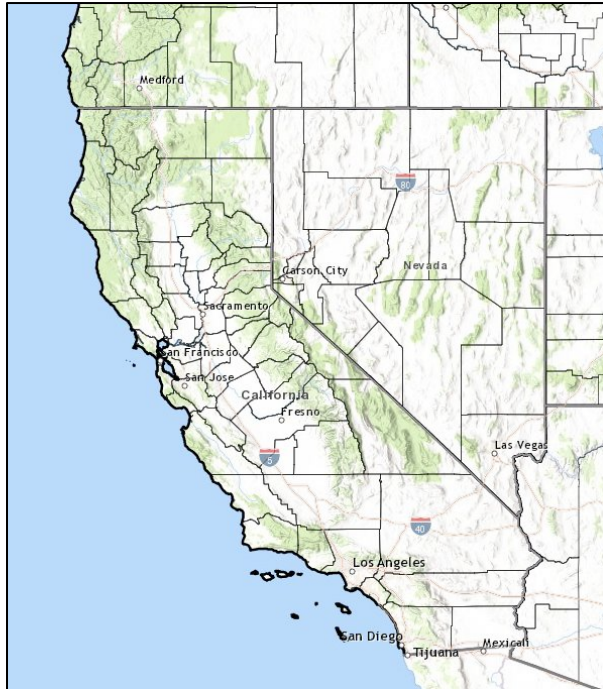 Medford
80
Carson City
Nevada
Sacramento
San Francisco
San Jose
California
Fresno
5
Las Vegas
40
Los Angeles
San Diego
Tijuana
Mexicali